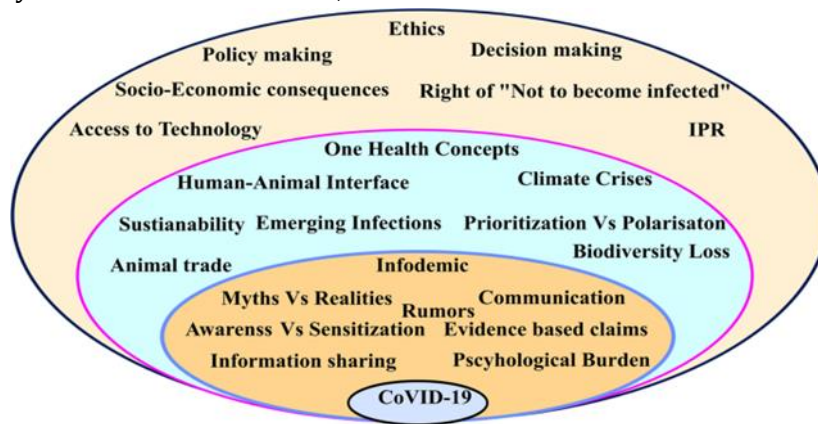 Ethics
Policy making
Decision making
Socio-Economic consequences
Right of "Not to become infected"
Access to Technology
IPR
One Health Concepts
Human-Animal Interface
Climate Crises
Sustianability
Emerging Infections
Prioritization Vs Polarisaton
Biodiversity Loss
Animal trade
Infodemic
Myths Vs Realities
Communication
Rumors
Awarenss Vs Sensitization
Evidence based claims
Information sharing
Pscyhological Burden
CoVID-19